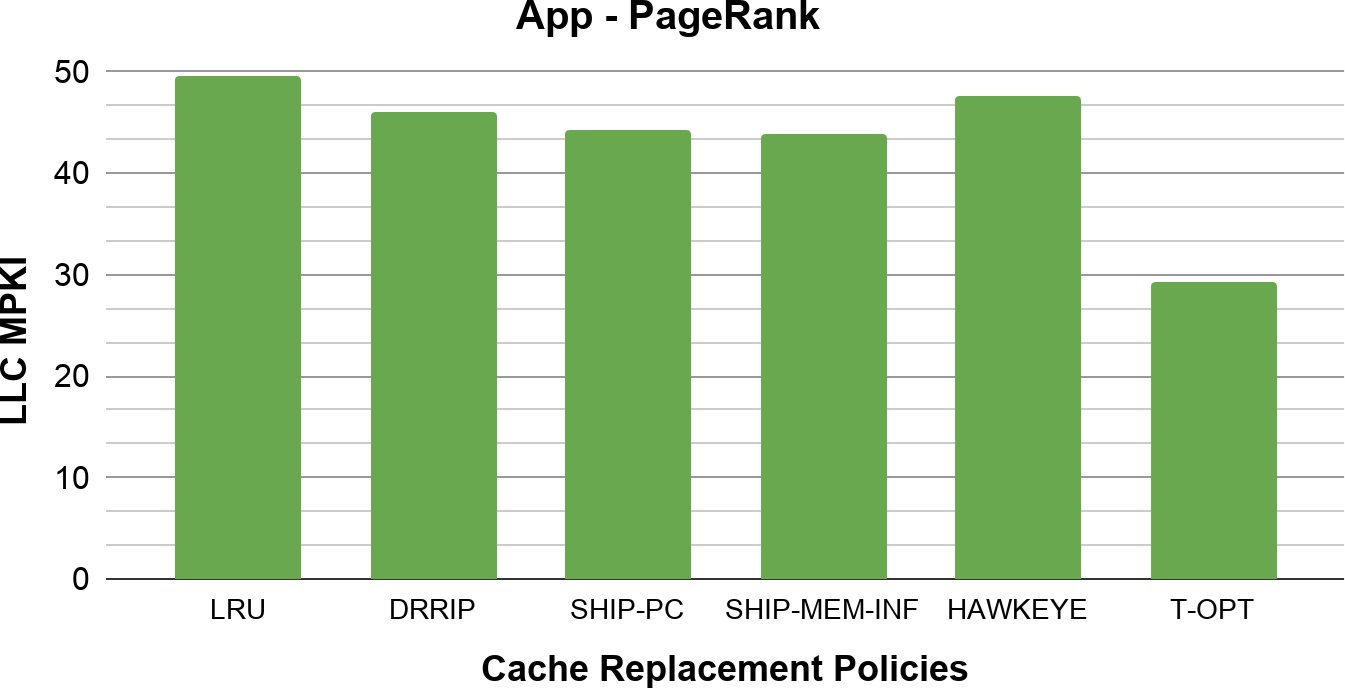 App - PageRank
50
40
30
20
10
0
LLC MPKI
LRU DRRIP SHIP-PC SHIP-MEM-INF HAWKEYE T-OPT
Cache Replacement Policies